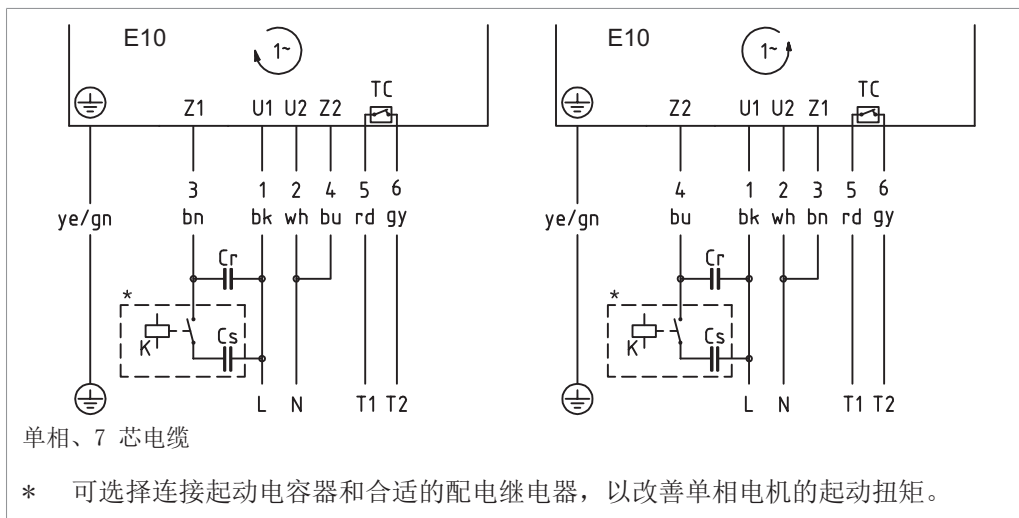 E10 1~ E10 1~
TC TC
Z1 U1 U2 Z2 Z2 U1 U2 Z1
3 1 2 4 5 6 4 1 2 3 5 6
ye/gn bn bk wh bu rd gy ye/gn bu bk wh bn rd gy
Cr Cr
* *
K Cs K Cs
L N T1 T2 L N T1 T2
单相、7 芯电缆
* 可选择连接起动电容器和合适的配电继电器，以改善单相电机的起动扭矩。